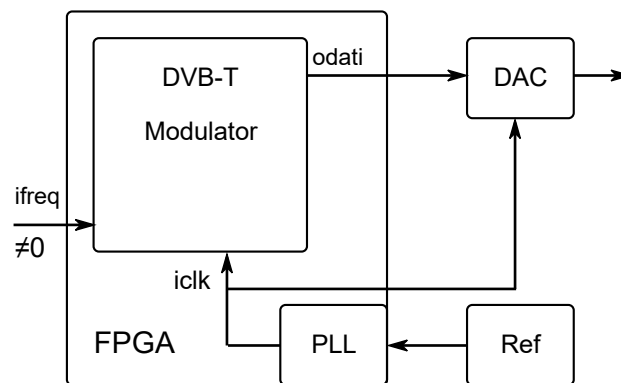 DVB-T
Modulator
odati
DAC
ifreq
≠0
iclk
FPGA
PLL
Ref